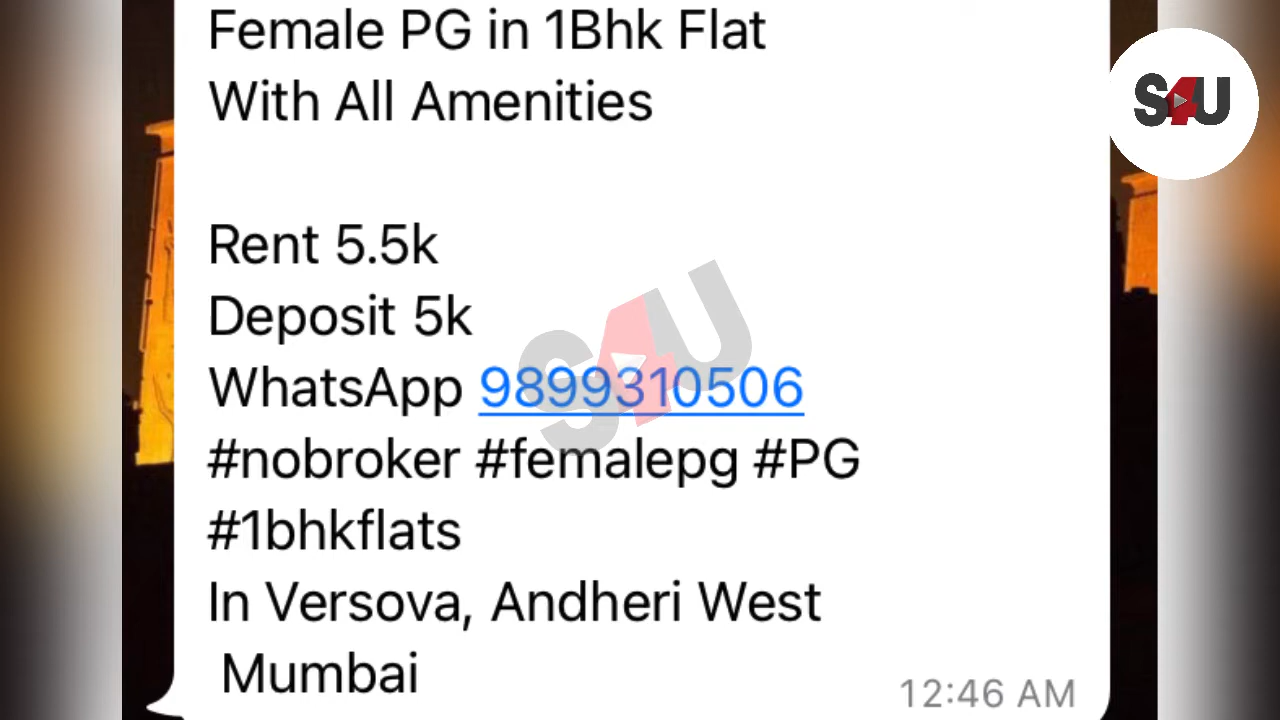 Female PG in 1Bhk Flat
With All Amenities
Rent 5.5k
Deposit 5k
WhatsApp 9899310506
#nobroker #femalepg #PG
#1bhkflats
In Versova, Andheri West
Mumbai
12:46 AM
S4U
S4U